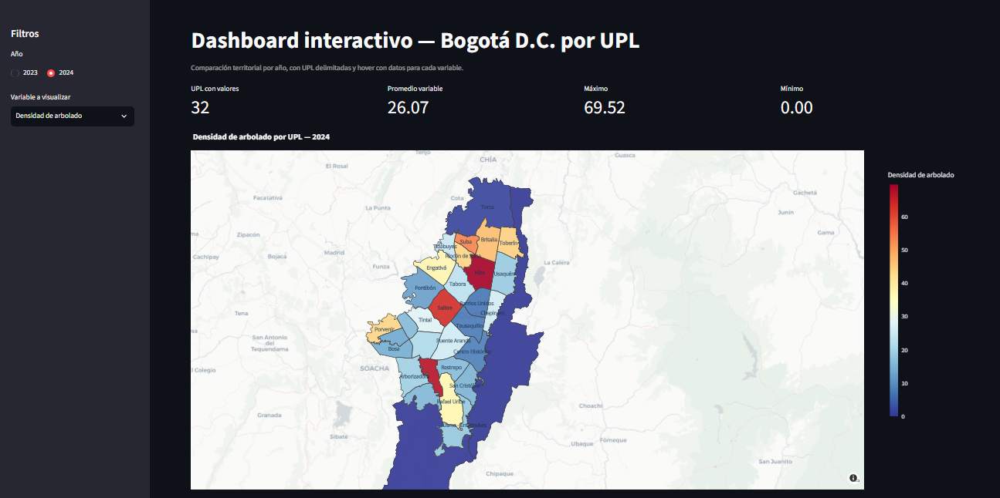 Filtros
Año
2023
2024
Variable a visualizar
Densidad de arbolado
Dashboard interactivo — Bogotá D.C. por UPL
Comparación territorial por año, con UPL delimitadas y hover con datos para cada variable.
UPL con valores
32
Promedio variable
26.07
Máximo
69.52
Mínimo
0.00
Densidad de arbolado por UPL — 2024
Tenjo
CHÍA
Guasca
El Rosal
Facatativá
La Punta
Cota
Gachetá
Junín
Gama
Zipacón
Cachipay
Bojacá
Madrid
Funza
La Calera
Tena
San Antonio
del
Tequendama
l Colegio
SOACHA
Granada
Sibaté
Choachí
Ubaque
Fómeque
Chipaque
San Juanito
Torca
Suba
Britalia
Toberín
Tibabuyes
Rincón de Suba
Niza
Usaquén
Engativá
Tabora
Fontibón
Salitre
Barrios Unidos
Chapinero
Tintal
Teusaquillo
Porvenir
Puente Aranda
Bosa
Centro Histórico
Restrepo
Arborizadora
San Cristóbal
Rafael Uribe
Usme - Entrenubes
Densidad de arbolado
60
50
40
30
20
10
0